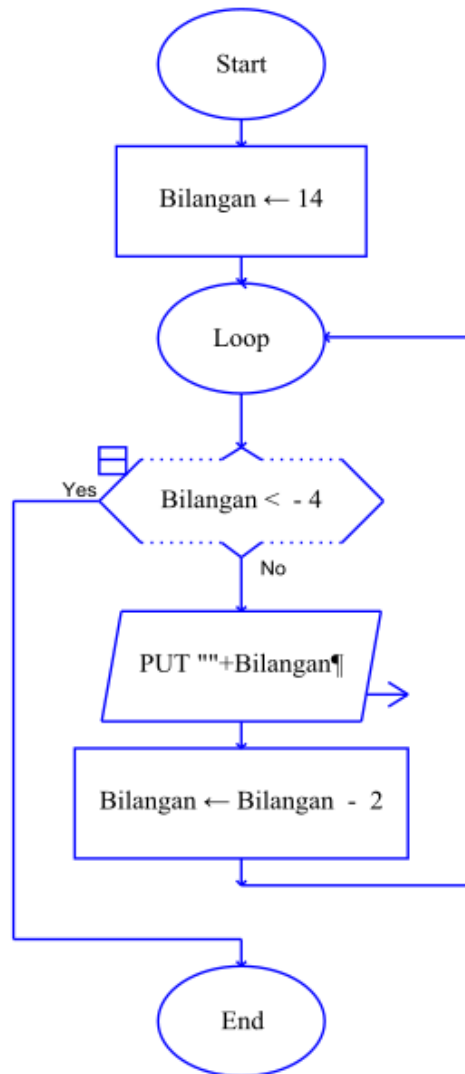 Start
Bilangan ← 14
Loop
Yes
Bilangan < - 4
No
PUT ""+Bilangan¶
Bilangan ← Bilangan - 2
End